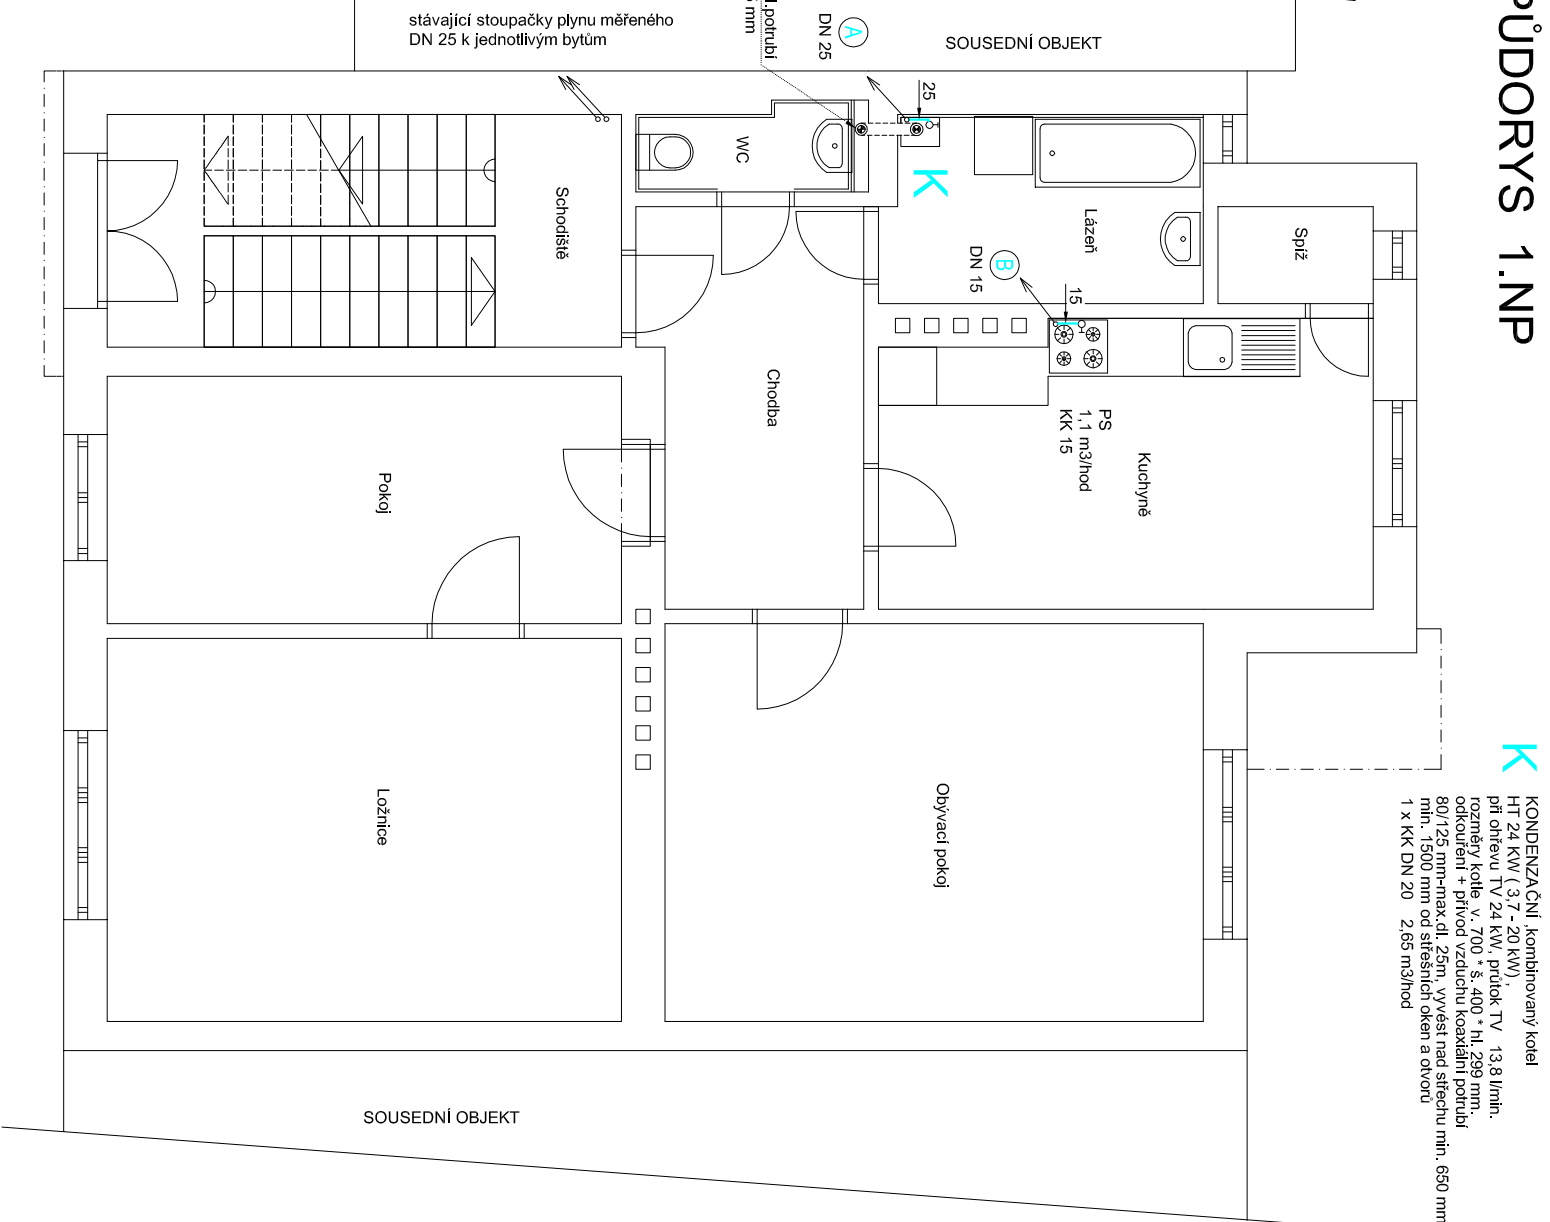 PŮDORYS 1.NP
stávající stoupačky plynu měřeného
DN 25 k jednotlivým bytům
l.potrubí
mm
A
DN 25
SOUSEDNÍ OBJEKT
25
WC
K
Schodiště
Lázeň
Spíž
B
DN 15
15
Chodba
PS
1,1 m3/hod
KK 15
Kuchyně
Pokoj
Ložnice
Obývací pokoj
K
KONDENZAČNÍ ,kombinovaný kotel
HT 24 KW ( 3,7 - 20 kW) ,
při ohřevu TV 24 kW, průtok TV 13,8 l/min.
rozměry kotle v. 700 * š. 400 * hl. 299 mm.
odkouření + přívod vzduchu koaxiální potrubí
80/125 mm-max.dl. 25m, vyvést nad střechu min. 650 mm
min. 1500 mm od střešních oken a otvorů
1 x KK DN 20 2,65 m3/hod
SOUSEDNÍ OBJEKT